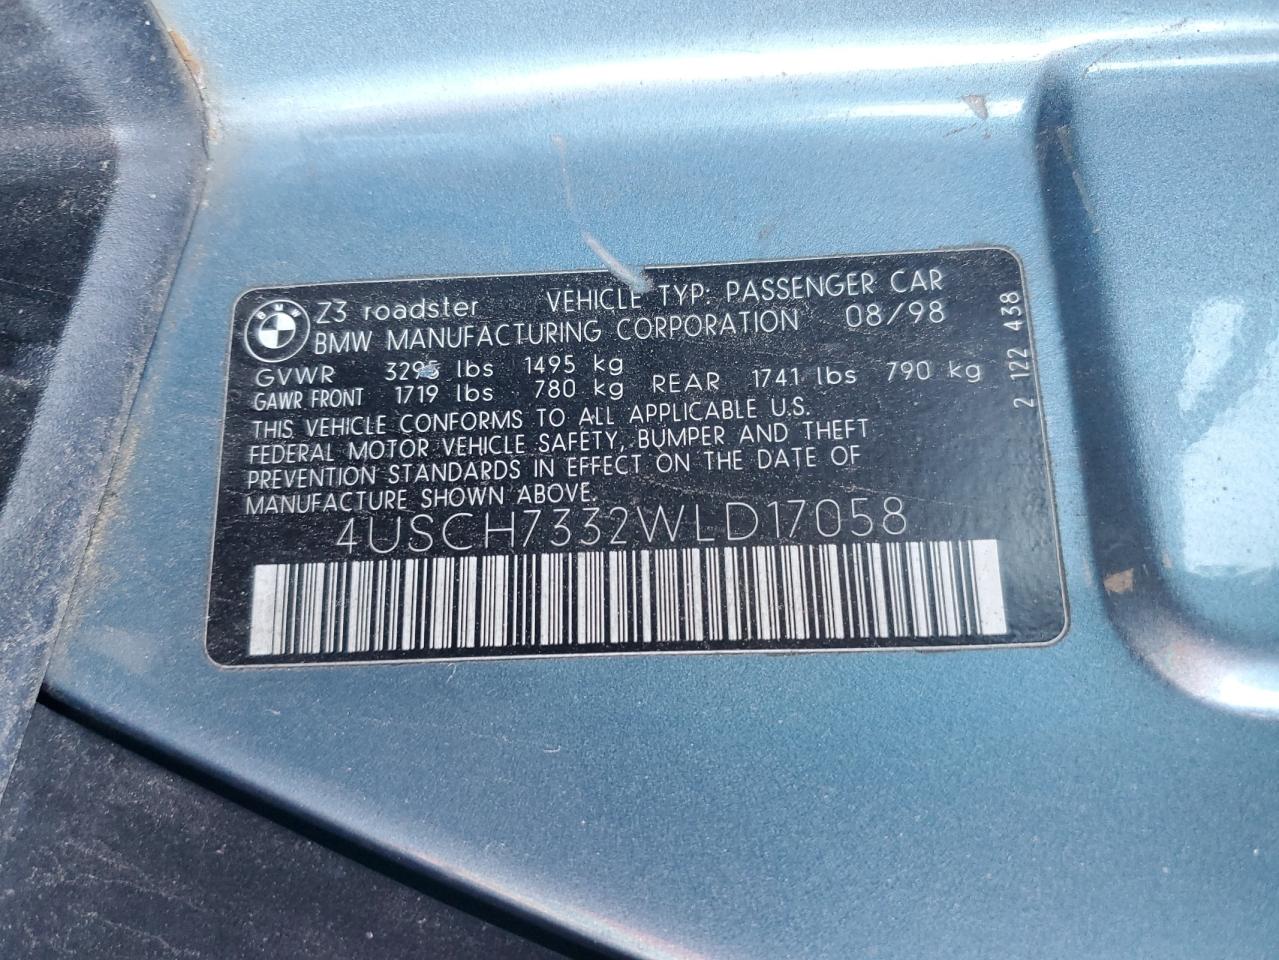 BMW
Z3 roadster VEHICLE TYP: PASSENGER CAR
BMW MANUFACTURING CORPORATION 08/98
GVWR 3295 lbs 1495 kg
GAWR FRONT 1719 lbs 780 kg REAR 1741 lbs 790 kg
THIS VEHICLE CONFORMS TO ALL APPLICABLE U.S.
FEDERAL MOTOR VEHICLE SAFETY, BUMPER AND THEFT
PREVENTION STANDARDS IN EFFECT ON THE DATE OF
MANUFACTURE SHOWN ABOVE.
4USCH7332WLD17058
2 122 438